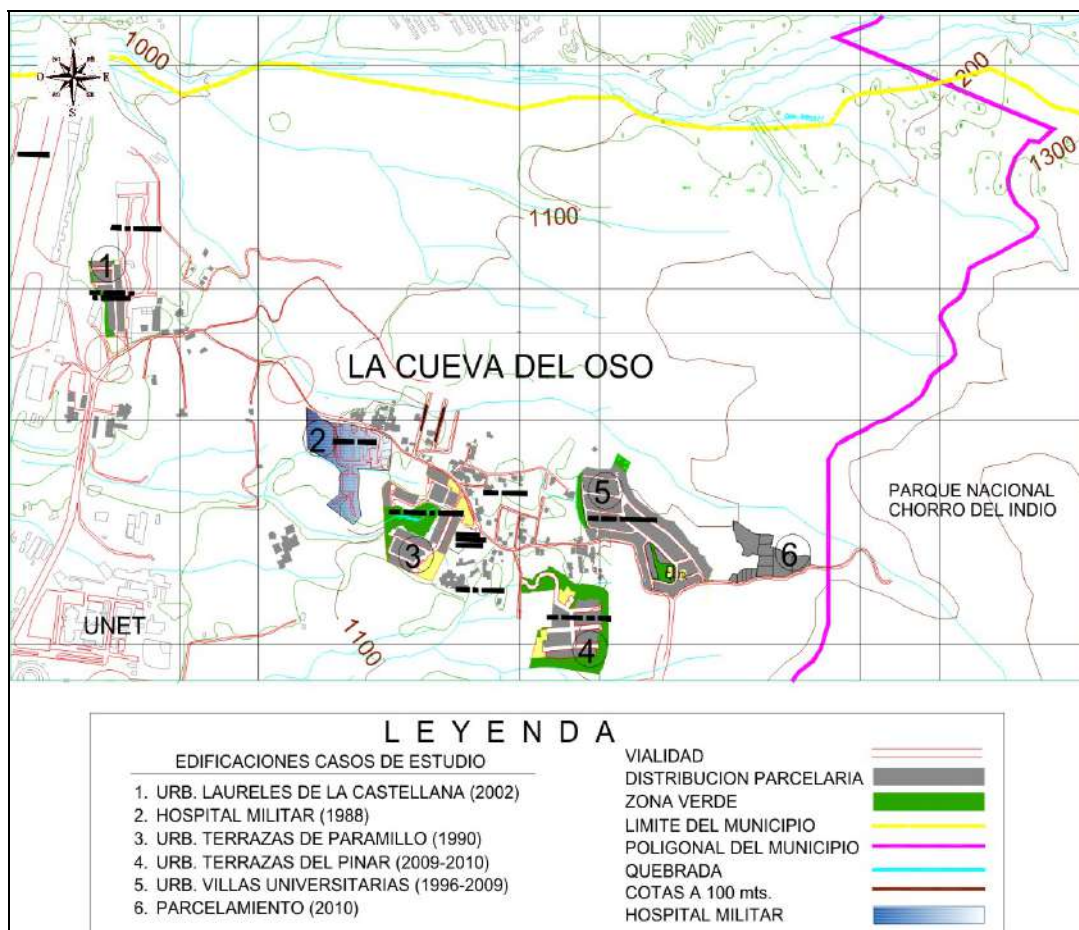 N
O E
S
1000
200
1300
1100
1
LA CUEVA DEL OSO
2
5
PARQUE NACIONAL
CHORRO DEL INDIO
3
6
UNET
1100
4
L E Y E N D A
EDIFICACIONES CASOS DE ESTUDIO
1. URB. LAURELES DE LA CASTELLANA (2002)
2. HOSPITAL MILITAR (1988)
3. URB. TERRAZAS DE PARAMILLO (1990)
4. URB. TERRAZAS DEL PINAR (2009-2010)
5. URB. VILLAS UNIVERSITARIAS (1996-2009)
6. PARCELAMIENTO (2010)
VIALIDAD
DISTRIBUCION PARCELARIA
ZONA VERDE
LIMITE DEL MUNICIPIO
POLIGONAL DEL MUNICIPIO
QUEBRADA
COTAS A 100 mts.
HOSPITAL MILITAR